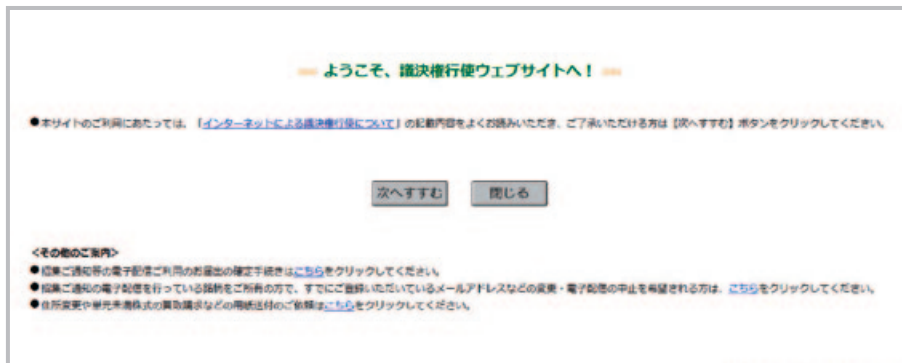 ようこそ、議決権行使ウェブサイトへ！
●本サイトのご利用にあたっては、「インターネットによる議決権行使について」の記載内容をよくお読みいただき、ご了承いただける方は【次へすすむ】ボタンをクリックしてください。
次へすすむ 閉じる
<その他のご案内>
●招集ご通知等の電子配信ご利用のお届出の確定手続きはこちらをクリックしてください。
●招集ご通知の電子配信を行っている銘柄をご所有の方で、すでにご登録いただいているメールアドレスなどの変更・電子配信の中止を希望される方は、こちらをクリックしてください。
●住所変更や単元未満株式の買取請求などの用紙送付のご依頼はこちらをクリックしてください。